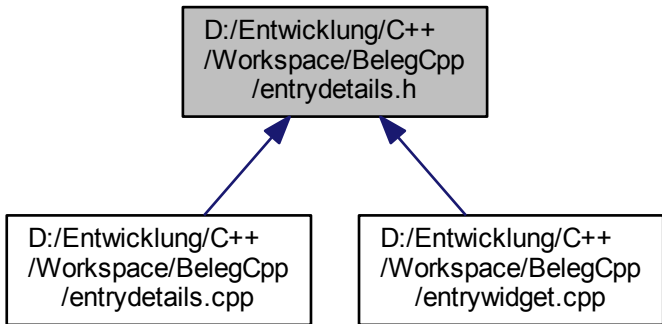 D:/Entwicklung/C++
/Workspace/BelegCpp
/entrydetails.h
D:/Entwicklung/C++
/Workspace/BelegCpp
/entrydetails.cpp
D:/Entwicklung/C++
/Workspace/BelegCpp
/entrywidget.cpp